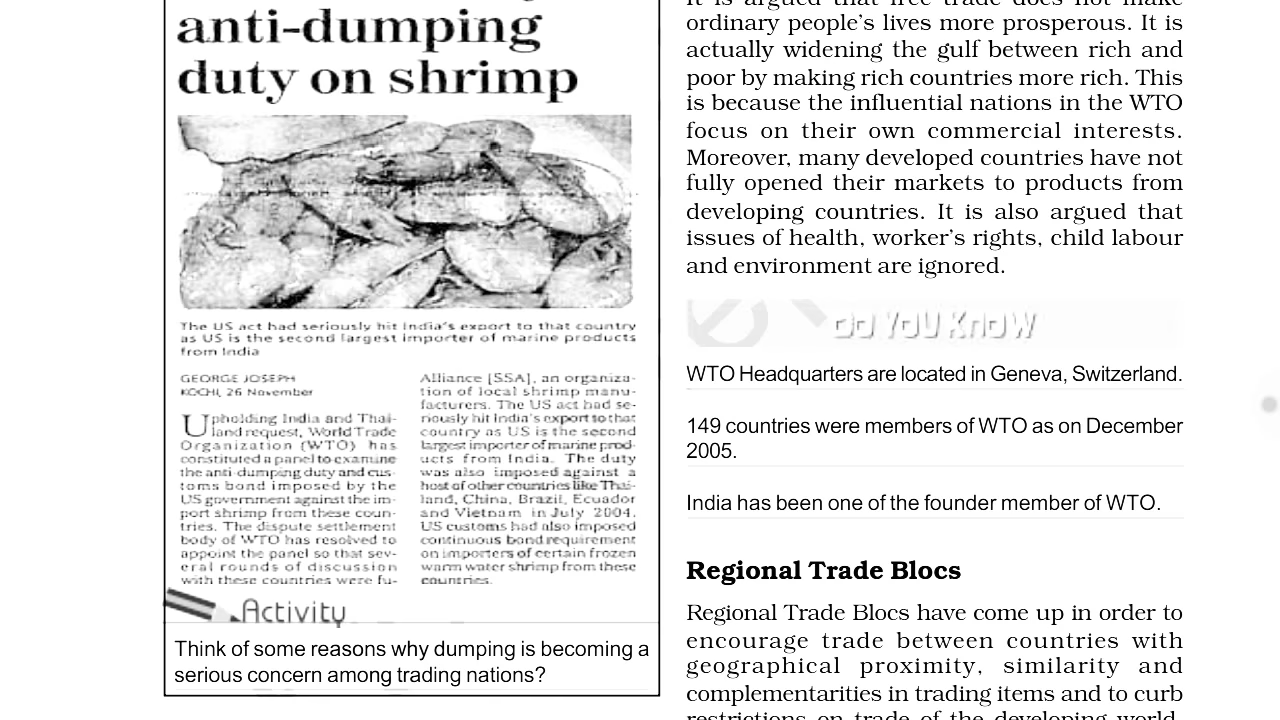 anti-dumping
duty on shrimp
The US act had seriously hit India's export to that country
as US is the second largest importer of marine products
from India
GEORGE JOSEPH
KOCHI, 26 November
Upholding India and Thai-
land request, World Trade
Organization (WTO) has
constituted a panel to examine
the anti-dumping duty and cus-
toms bond imposed by the
US government against the im-
port shrimp from these coun-
tries. The dispute settlement
body of WTO has resolved to
appoint the panel so that sev-
eral rounds of discussion
with these countries were fu-
Alliance [SSA], an organiza-
tion of local shrimp manu-
facturers. The US act had se-
riously hit India's export to that
country as US is the second
largest importer of marine prod-
ucts from India. The duty
was also imposed against a
host of other countries like Thai-
land, China, Brazil, Ecuador
and Vietnam in July 2004.
US customs had also imposed
continuous bond requirement
on importers of certain frozen
warm water shrimp from these
countries.
Activity
Think of some reasons why dumping is becoming a
serious concern among trading nations?
It is argued that free trade does not make
ordinary people's lives more prosperous. It is
actually widening the gulf between rich and
poor by making rich countries more rich. This
is because the influential nations in the WTO
focus on their own commercial interests.
Moreover, many developed countries have not
fully opened their markets to products from
developing countries. It is also argued that
issues of health, worker's rights, child labour
and environment are ignored.
DO YOU KNOW
WTO Headquarters are located in Geneva, Switzerland.
149 countries were members of WTO as on December
2005.
India has been one of the founder member of WTO.
Regional Trade Blocs
Regional Trade Blocs have come up in order to
encourage trade between countries with
geographical proximity, similarity and
complementarities in trading items and to curb
restrictions on trade of the developing world.